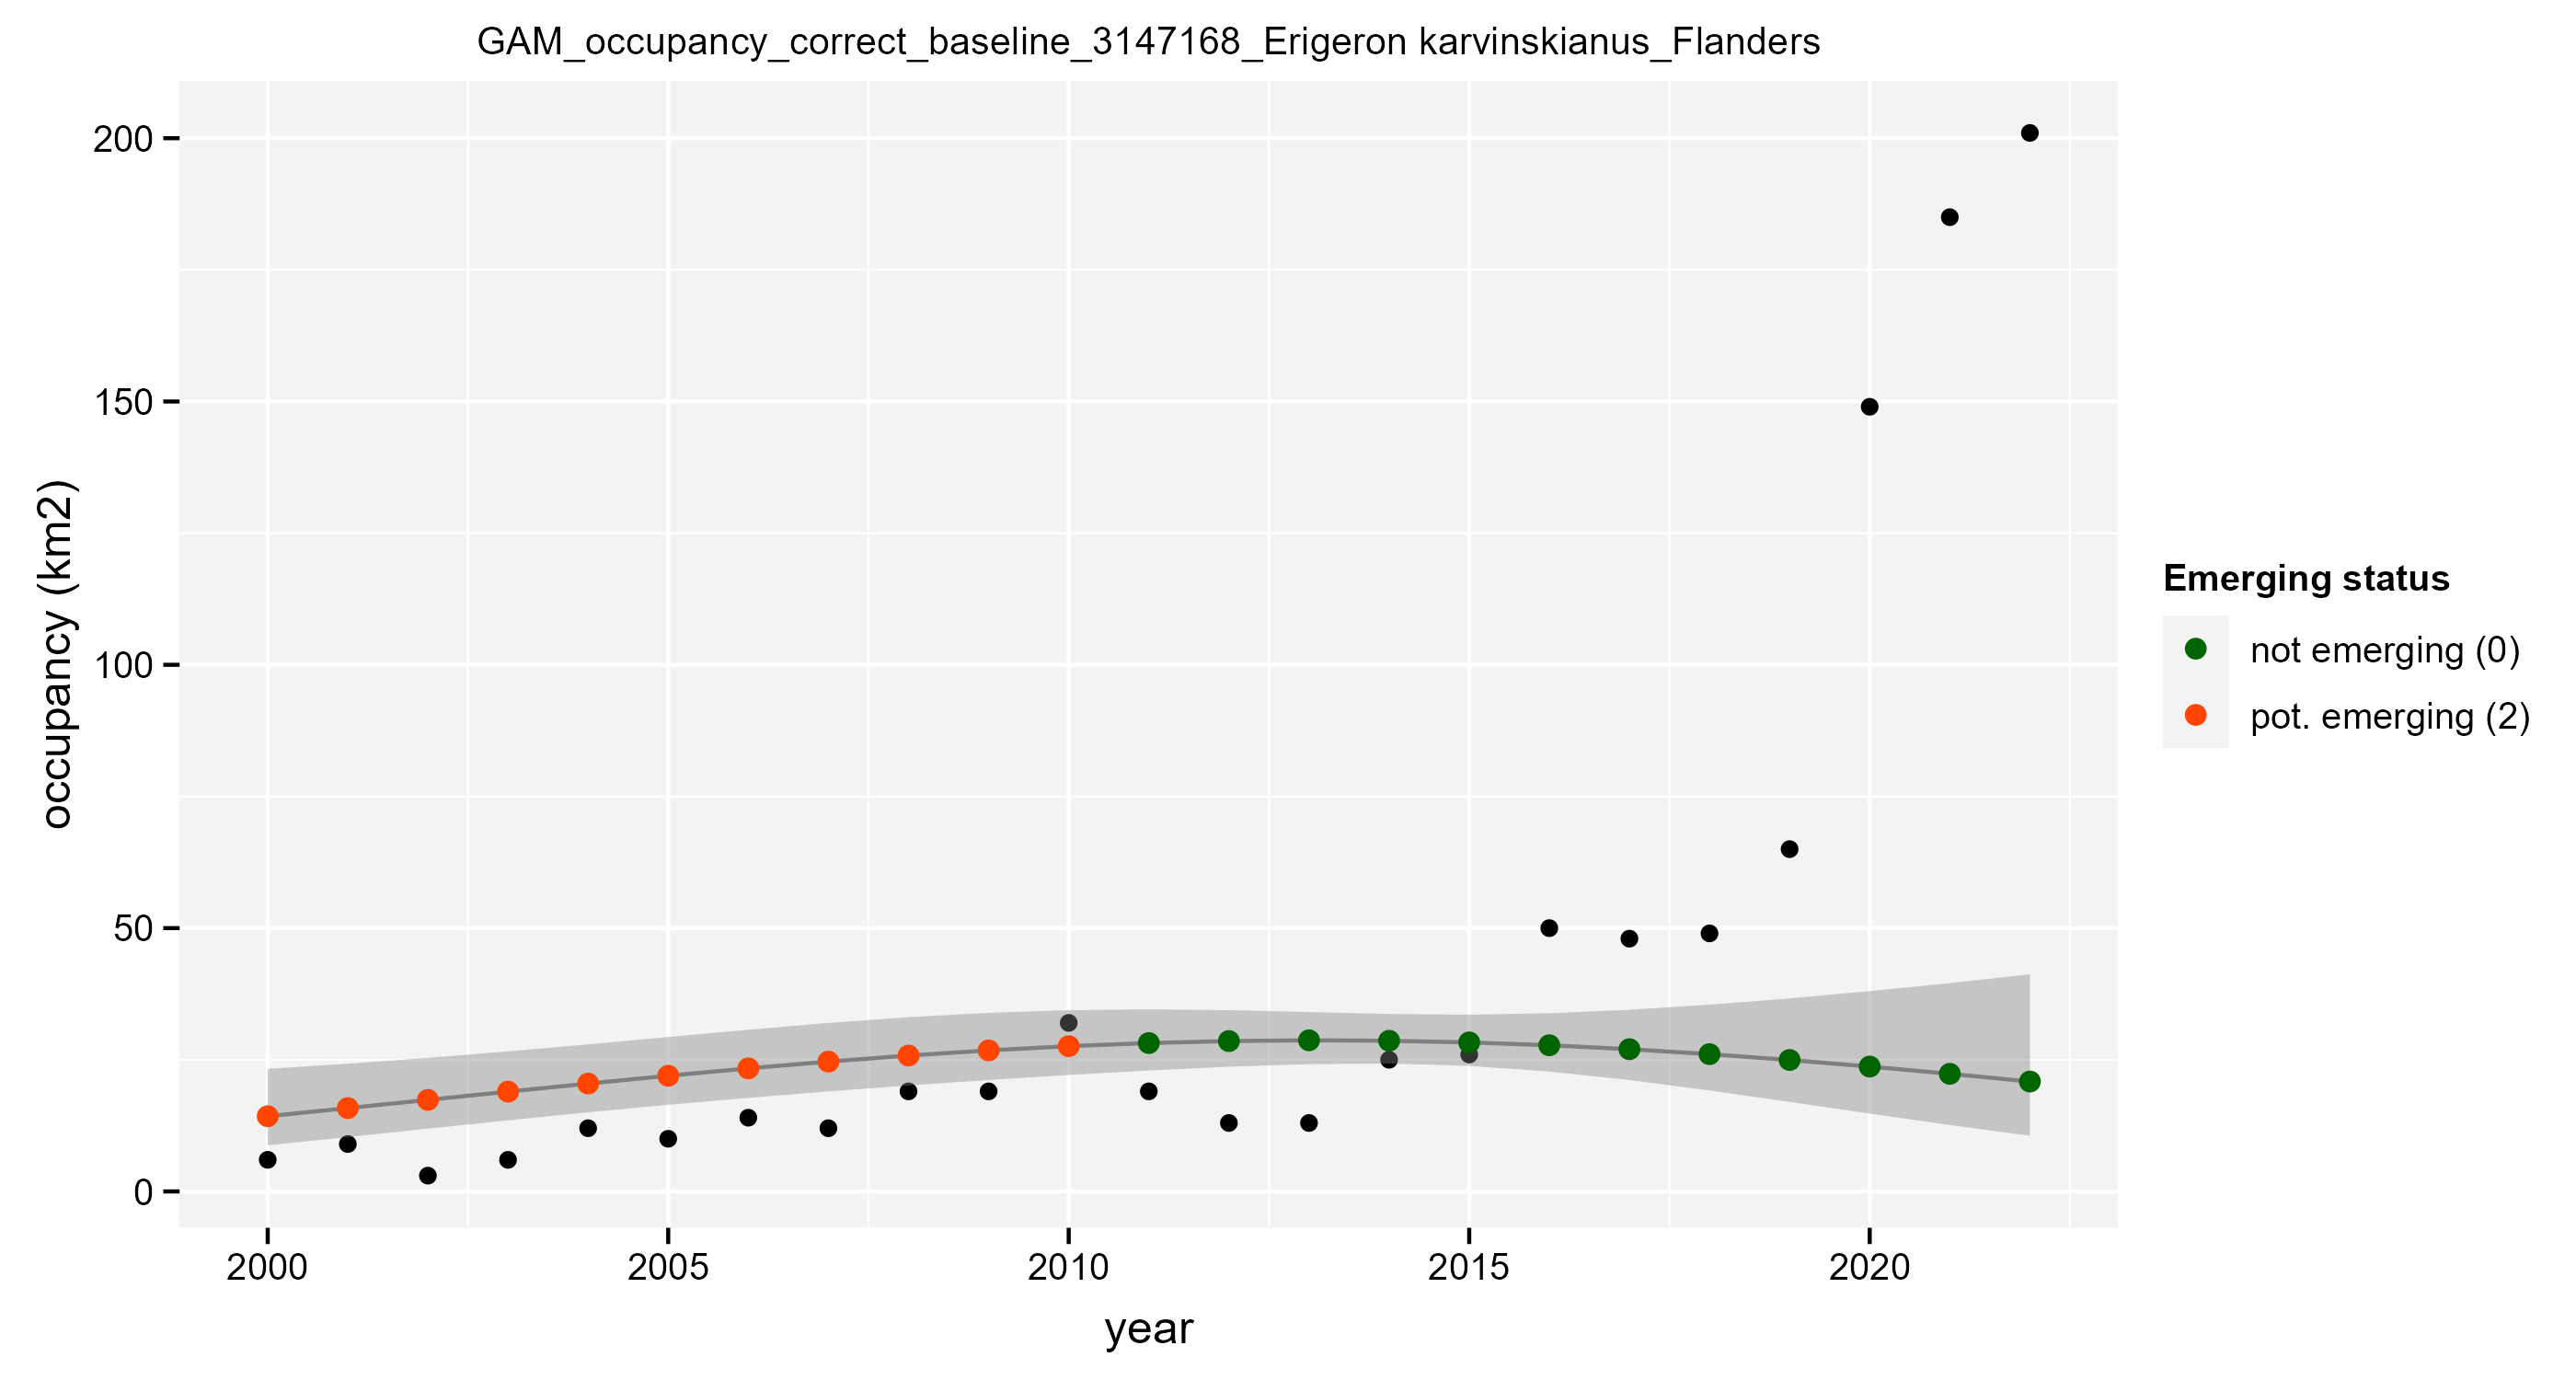 GAM_occupancy_correct_baseline_3147168_Erigeron karvinskianus_Flanders
200
150
100
50
0
occupancy (km2)
2000 2005 2010 2015 2020
year
Emerging status
not emerging (0)
pot. emerging (2)